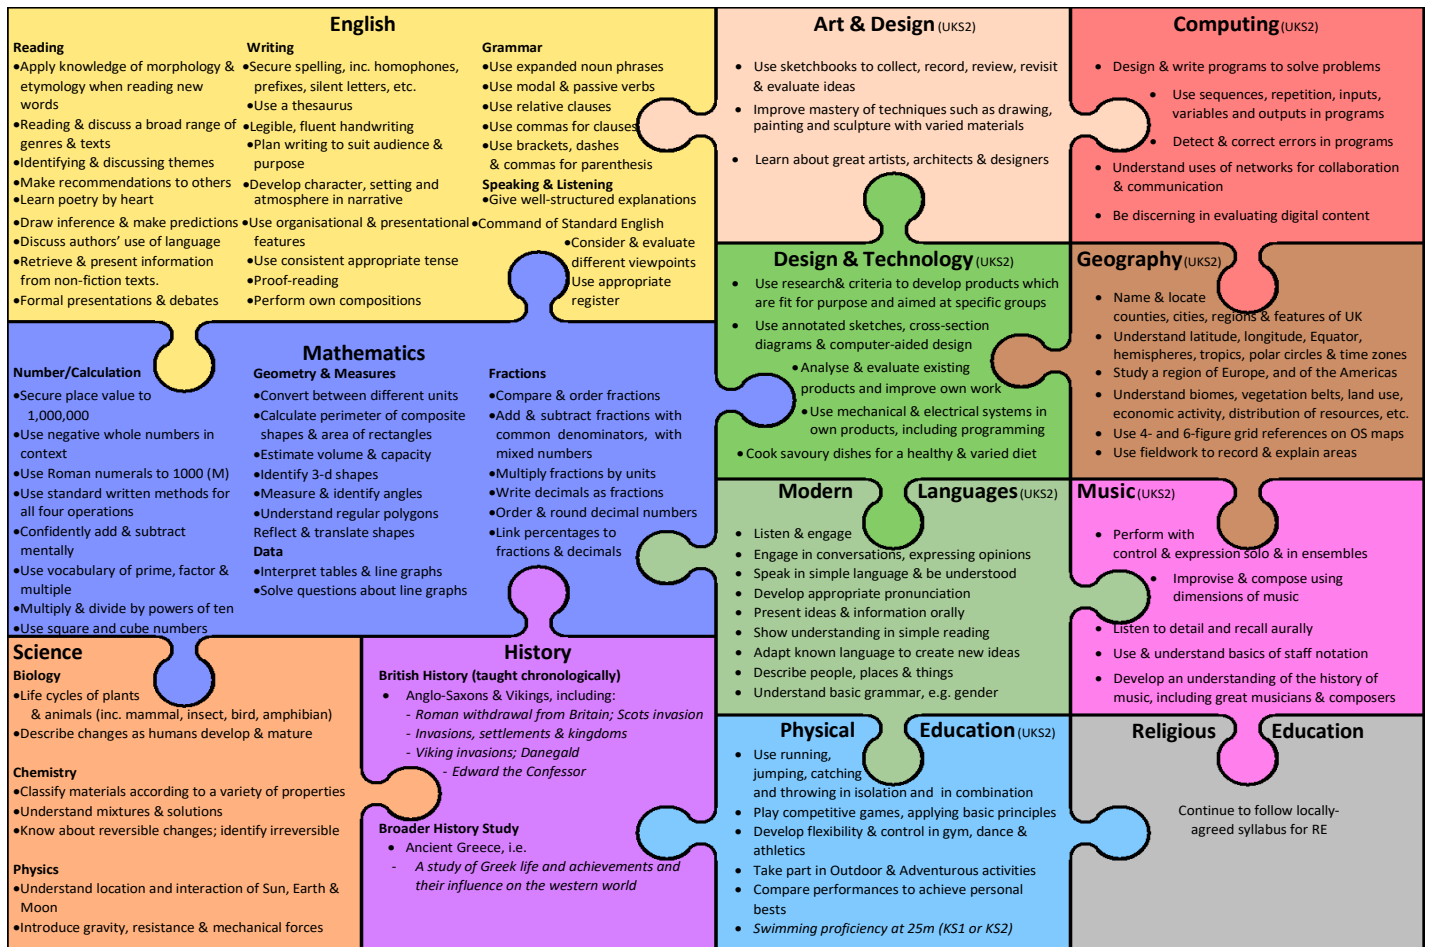 English
Reading
•Apply knowledge of morphology &
etymology when reading new
words
•Reading & discuss a broad range of
genres & texts
•Identifying & discussing themes
•Make recommendations to others
•Learn poetry by heart
•Draw inference & make predictions
•Discuss authors’ use of language
•Retrieve & present information
from non-fiction texts.
•Formal presentations & debates
Writing
•Secure spelling, inc. homophones,
prefixes, silent letters, etc.
•Use a thesaurus
•Legible, fluent handwriting
•Plan writing to suit audience &
purpose
•Develop character, setting and
atmosphere in narrative
•Use organisational & presentational
features
•Use consistent appropriate tense
•Proof-reading
•Perform own compositions
Grammar
•Use expanded noun phrases
•Use modal & passive verbs
•Use relative clauses
•Use commas for clauses
•Use brackets, dashes
& commas for parenthesis
Speaking & Listening
•Give well-structured explanations
•Command of Standard English
•Consider & evaluate
different viewpoints
•Use appropriate
register
Art & Design (UKS2)
• Use sketchbooks to collect, record, review, revisit
& evaluate ideas
• Improve mastery of techniques such as drawing,
painting and sculpture with varied materials
• Learn about great artists, architects & designers
Computing (UKS2)
• Design & write programs to solve problems
• Use sequences, repetition, inputs,
variables and outputs in programs
• Detect & correct errors in programs
• Understand uses of networks for collaboration
& communication
• Be discerning in evaluating digital content
Mathematics
Number/Calculation
•Secure place value to
1,000,000
•Use negative whole numbers in
context
•Use Roman numerals to 1000 (M)
•Use standard written methods for
all four operations
•Confidently add & subtract
mentally
•Use vocabulary of prime, factor &
multiple
•Multiply & divide by powers of ten
•Use square and cube numbers
Geometry & Measures
•Convert between different units
•Calculate perimeter of composite
shapes & area of rectangles
•Estimate volume & capacity
•Identify 3-d shapes
•Measure & identify angles
•Understand regular polygons
Reflect & translate shapes
Data
•Interpret tables & line graphs
•Solve questions about line graphs
Fractions
•Compare & order fractions
•Add & subtract fractions with
common denominators, with
mixed numbers
•Multiply fractions by units
•Write decimals as fractions
•Order & round decimal numbers
•Link percentages to
fractions & decimals
Design & Technology (UKS2)
• Use research& criteria to develop products which
are fit for purpose and aimed at specific groups
• Use annotated sketches, cross-section
diagrams & computer-aided design
• Analyse & evaluate existing
products and improve own work
• Use mechanical & electrical systems in
own products, including programming
• Cook savoury dishes for a healthy & varied diet
Geography (UKS2)
• Name & locate
counties, cities, regions & features of UK
• Understand latitude, longitude, Equator,
hemispheres, tropics, polar circles & time zones
• Study a region of Europe, and of the Americas
• Understand biomes, vegetation belts, land use,
economic activity, distribution of resources, etc.
• Use 4- and 6-figure grid references on OS maps
• Use fieldwork to record & explain areas
Modern Languages (UKS2)
• Listen & engage
• Engage in conversations, expressing opinions
• Speak in simple language & be understood
• Develop appropriate pronunciation
• Present ideas & information orally
• Show understanding in simple reading
• Adapt known language to create new ideas
• Describe people, places & things
• Understand basic grammar, e.g. gender
Music (UKS2)
• Perform with
control & expression solo & in ensembles
• Improvise & compose using
dimensions of music
• Listen to detail and recall aurally
• Use & understand basics of staff notation
• Develop an understanding of the history of
music, including great musicians & composers
Science
Biology
•Life cycles of plants
& animals (inc. mammal, insect, bird, amphibian)
•Describe changes as humans develop & mature
Chemistry
•Classify materials according to a variety of properties
•Understand mixtures & solutions
•Know about reversible changes; identify irreversible
Physics
•Understand location and interaction of Sun, Earth &
Moon
•Introduce gravity, resistance & mechanical forces
History
British History (taught chronologically)
• Anglo-Saxons & Vikings, including:
- Roman withdrawal from Britain; Scots invasion
- Invasions, settlements & kingdoms
- Viking invasions; Danegald
- Edward the Confessor
Broader History Study
• Ancient Greece, i.e.
- A study of Greek life and achievements and
their influence on the western world
Physical Education (UKS2)
• Use running,
jumping, catching
and throwing in isolation and in combination
• Play competitive games, applying basic principles
• Develop flexibility & control in gym, dance &
athletics
• Take part in Outdoor & Adventurous activities
• Compare performances to achieve personal
bests
• Swimming proficiency at 25m (KS1 or KS2)
Religious Education
Continue to follow locally-
agreed syllabus for RE